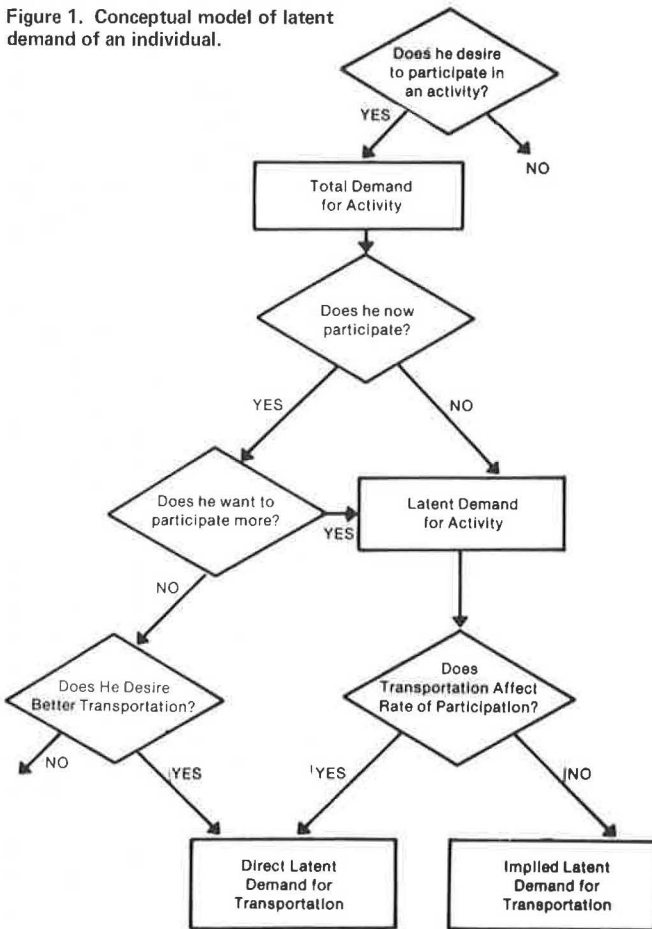 Figure 1. Conceptual model of latent
demand of an individual.
Does he desire
to participate in
an activity?
YES
NO
Total Demand
for Activity
Does he now
participate?
YES
NO
Does he want to
participate more?
YES
Latent Demand
for Activity
NO
Does He Desire
Better Transportation?
Does
Transportation Affect
Rate of Participation?
NO
YES
YES
NO
Direct Latent
Demand for
Transportation
Implied Latent
Demand for
Transportation